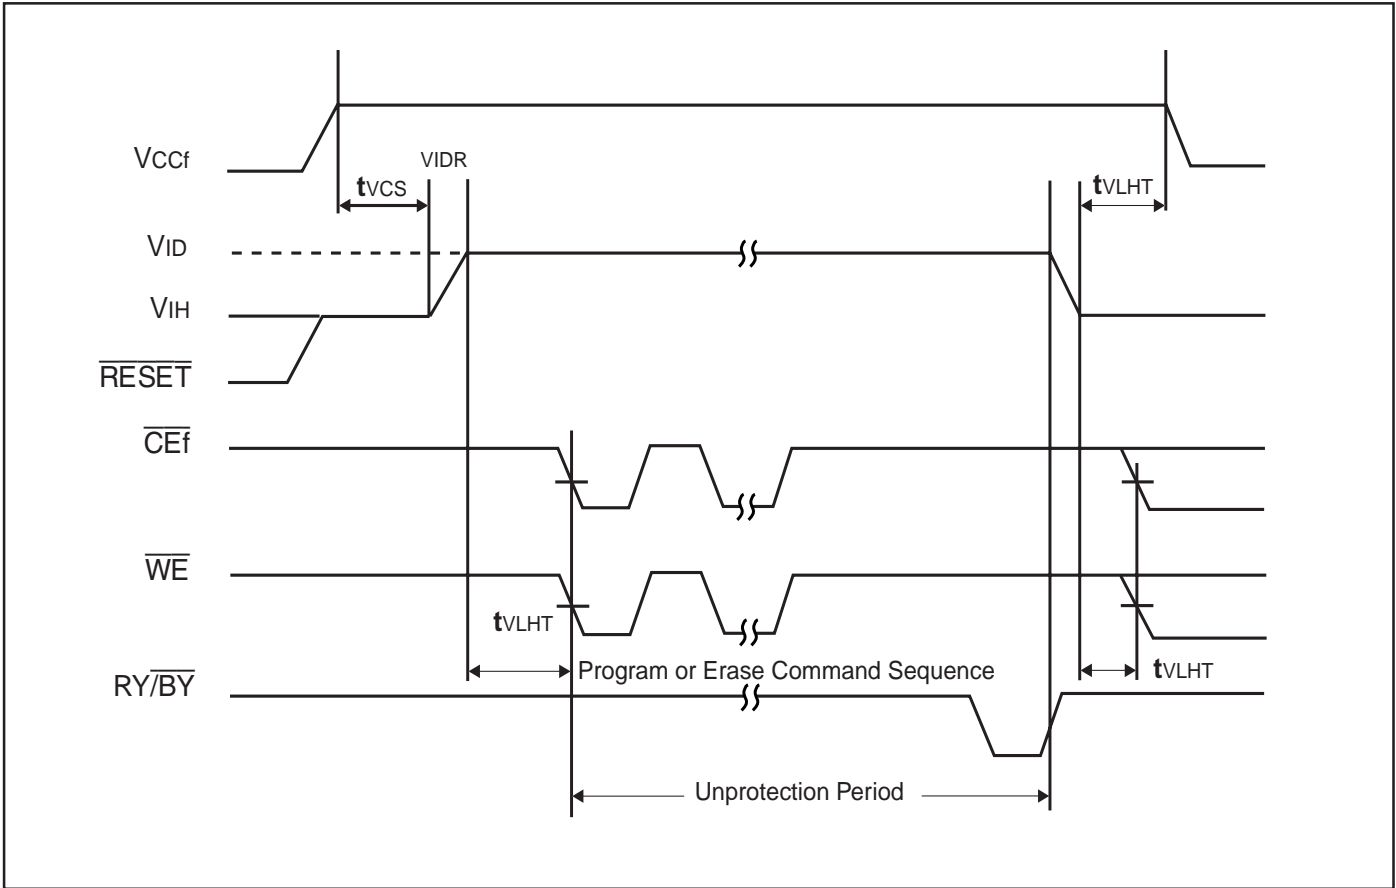 VCCf
VIDR
tVCS
tVLHT
VID
VIH
RESET
CEf
WE
tVLHT
Program or Erase Command Sequence
tVLHT
RY/BY
Unprotection Period